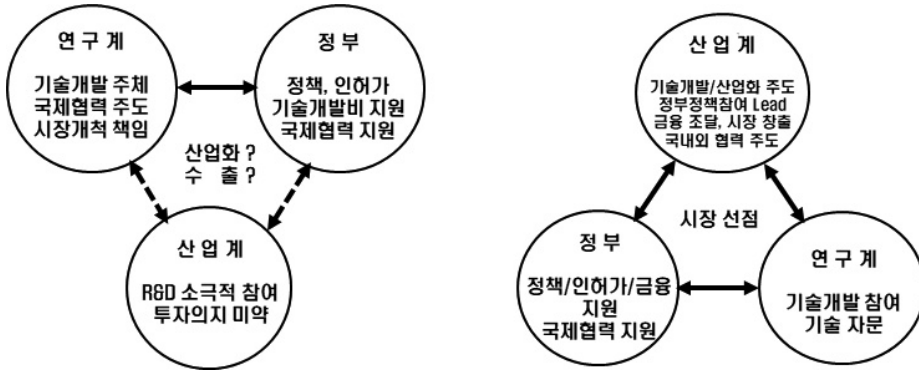 연 구 계
기술개발 주체
국제협력 주도
시장개척 책임
정 부
정책, 인허가
기술개발비 지원
국제협력 지원
산업화 ?
수 출 ?
산 업 계
R&D 소극적 참여
투자의지 미약
산 업 계
기술개발/산업화 주도
정부정책참여 Lead
금융 조달, 시장 창출
국내외 협력 주도
시장 선점
정 부
정책/인허가/금융
지원
국제협력 지원
연 구 계
기술개발 참여
기술 자문